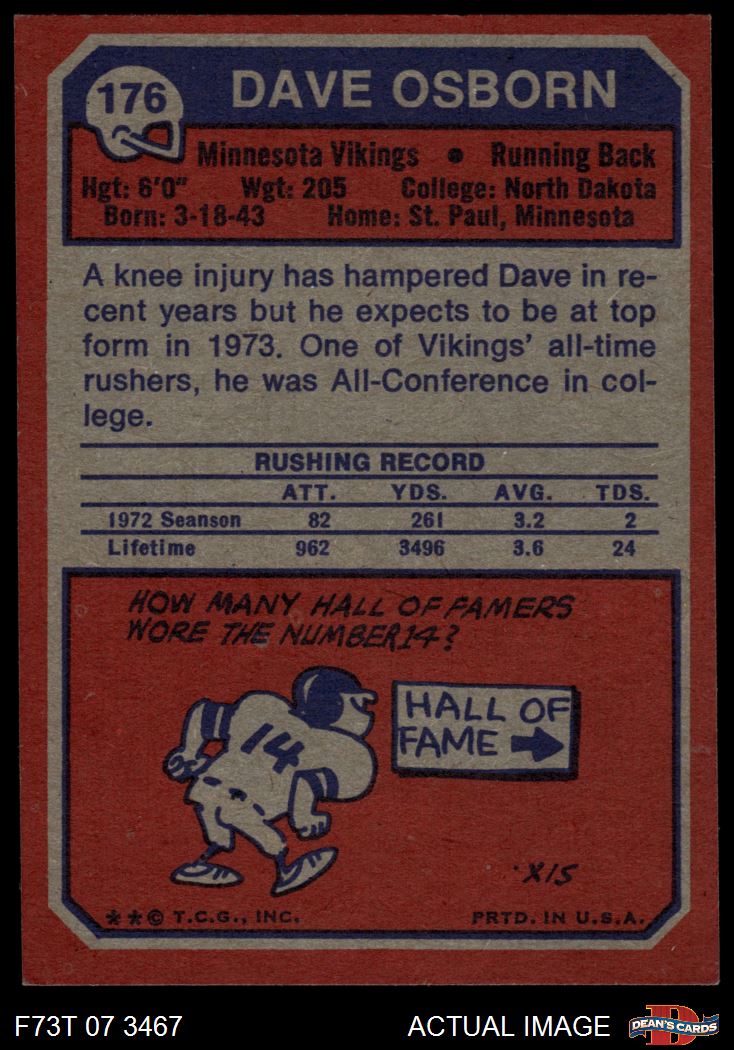 176
DAVE OSBORN
Minnesota Vikings • Running Back
Hgt: 6'0" Wgt: 205 College: North Dakota
Born: 3-18-43 Home: St. Paul, Minnesota
A knee injury has hampered Dave in re-
cent years but he expects to be at top
form in 1973. One of Vikings' all-time
rushers, he was All-Conference in col-
lege.
RUSHING RECORD
ATT. YDS. AVG. TDS.
1972 Seanson 82 261 3.2 2
Lifetime 962 3496 3.6 24
HOW MANY HALL OF FAMERS
WORE THE NUMBER 14?
14
HALL OF
FAME
X15
**© T.C.G., INC. PRTD. IN U.S.A.
F73T 07 3467 ACTUAL IMAGE
DEAN'S CARDS